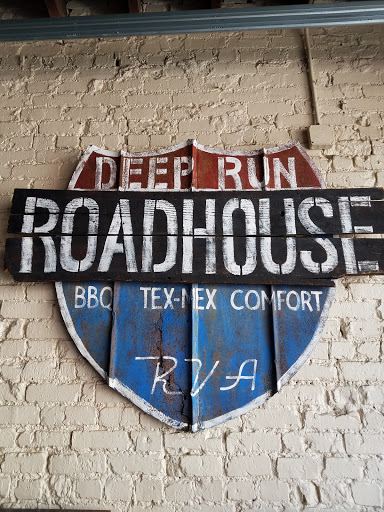 DEEP RUN
ROADHOUSE
BBQ TEX-MEX COMFORT
RVA